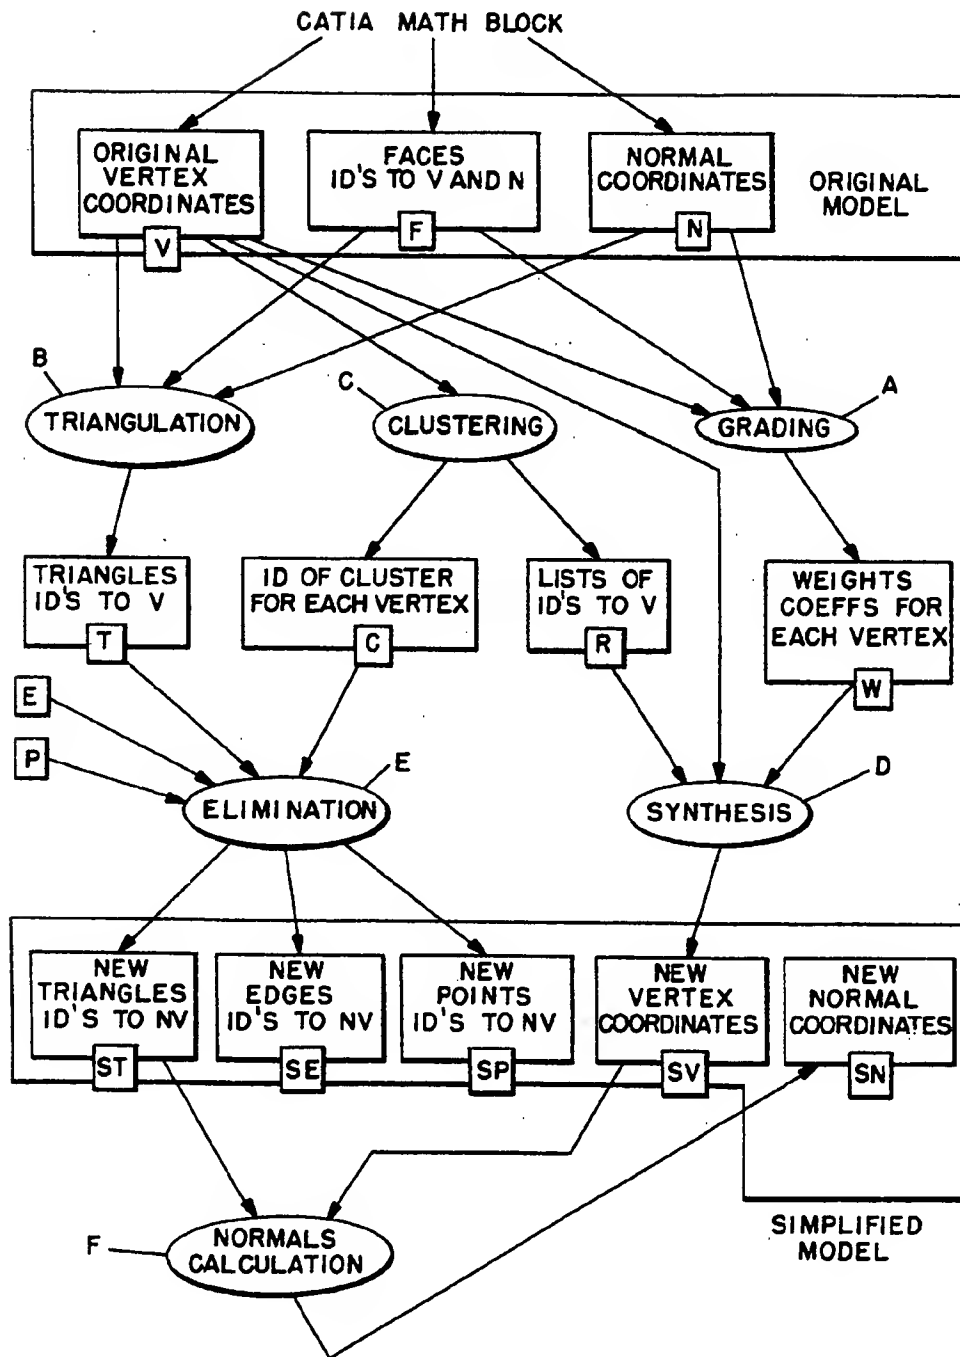 CATIA MATH BLOCK
ORIGINAL
VERTEX
COORDINATES
V
FACES
ID'S TO V AND N
F
NORMAL
COORDINATES
N
ORIGINAL
MODEL
B
TRIANGULATION
C
CLUSTERING
A
GRADING
TRIANGLES
ID'S TO V
T
ID OF CLUSTER
FOR EACH VERTEX
C
LISTS OF
ID'S TO V
R
WEIGHTS
COEFFS FOR
EACH VERTEX
W
E
P
E
ELIMINATION
D
SYNTHESIS
NEW
TRIANGLES
ID'S TO NV
ST
NEW
EDGES
ID'S TO NV
SE
NEW
POINTS
ID'S TO NV
SP
NEW
VERTEX
COORDINATES
SV
NEW
NORMAL
COORDINATES
SN
F
NORMALS
CALCULATION
SIMPLIFIED
MODEL